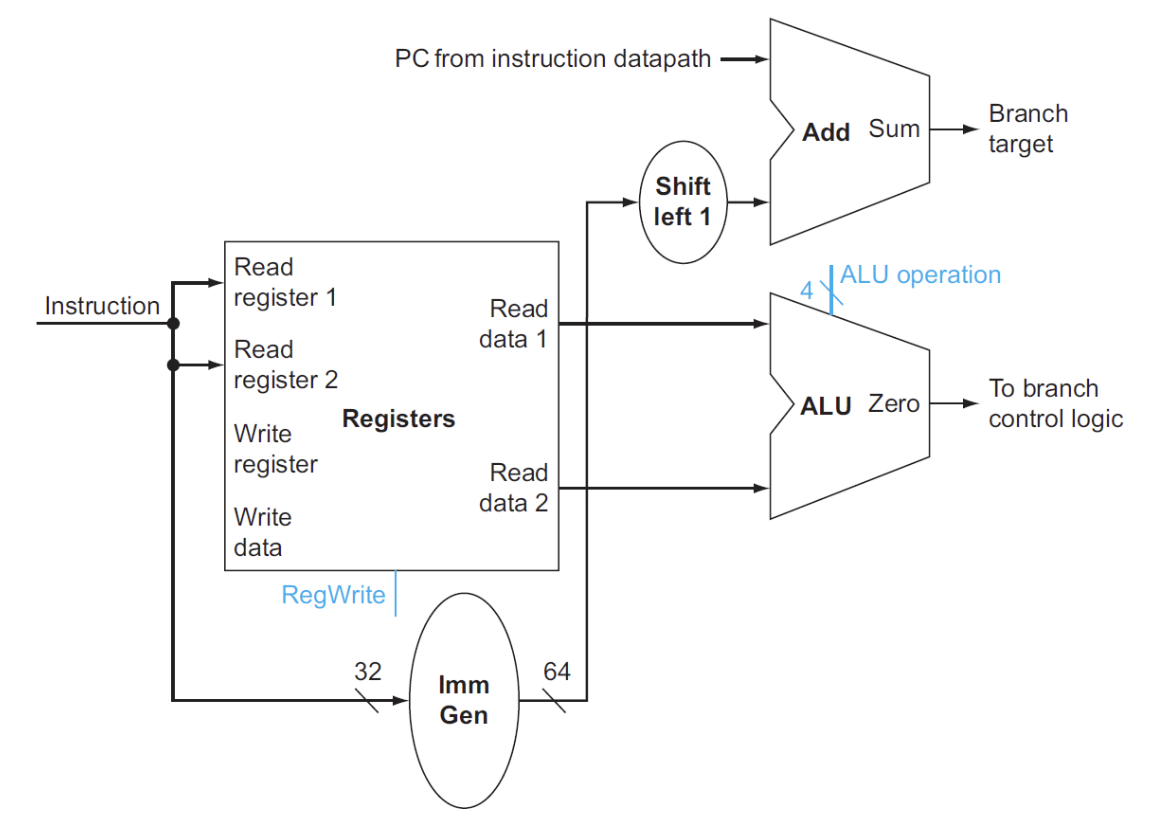 PC from instruction datapath
Add Sum
Branch
target
Shift
left 1
ALU operation
4
Instruction
Read
register 1
Read
data 1
Read
register 2
Registers
Write
register
Read
data 2
Write
data
ALU Zero
To branch
control logic
RegWrite
32
Imm
Gen
64